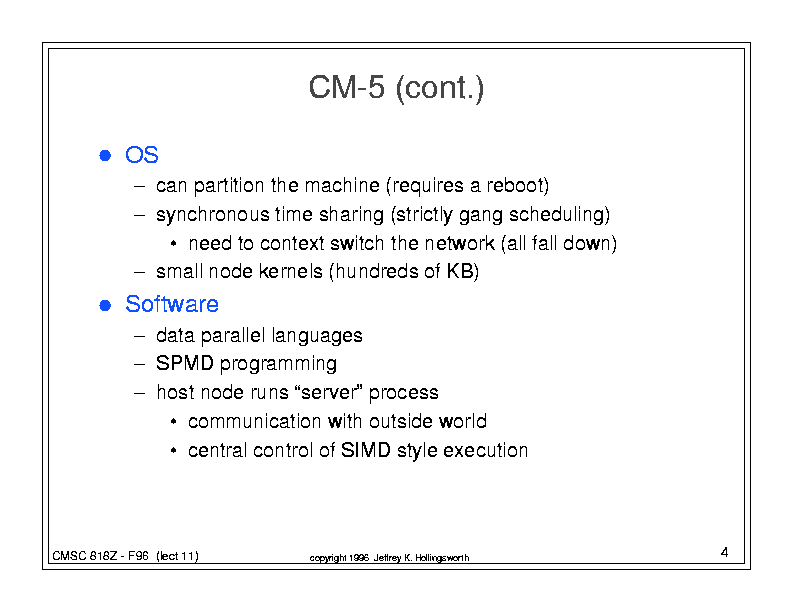 CM-5 (cont.)
● OS
– can partition the machine (requires a reboot)
– synchronous time sharing (strictly gang scheduling)
• need to context switch the network (all fall down)
– small node kernels (hundreds of KB)
● Software
– data parallel languages
– SPMD programming
– host node runs “server” process
• communication with outside world
• central control of SIMD style execution
CMSC 818Z - F96 (lect 11)
copyright 1996 Jeffrey K. Hollingsworth
4